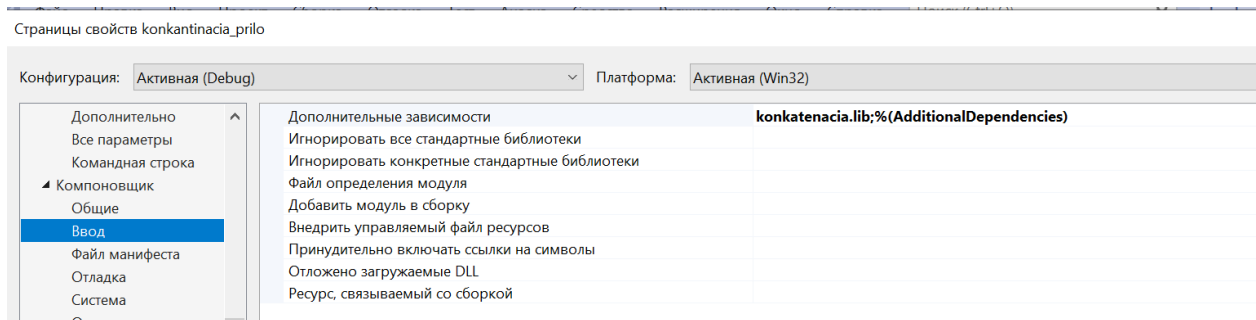 Страницы свойств konkantinacia_prilo
Конфигурация: Активная (Debug) Платформа: Активная (Win32)
Дополнительно
Все параметры
Командная строка
Компоновщик
Общие
Ввод
Файл манифеста
Отладка
Система
Дополнительные зависимости konkatenacia.lib;%(AdditionalDependencies)
Игнорировать все стандартные библиотеки
Игнорировать конкретные стандартные библиотеки
Файл определения модуля
Добавить модуль в сборку
Внедрить управляемый файл ресурсов
Принудительно включать ссылки на символы
Отложено загружаемые DLL
Ресурс, связываемый со сборкой